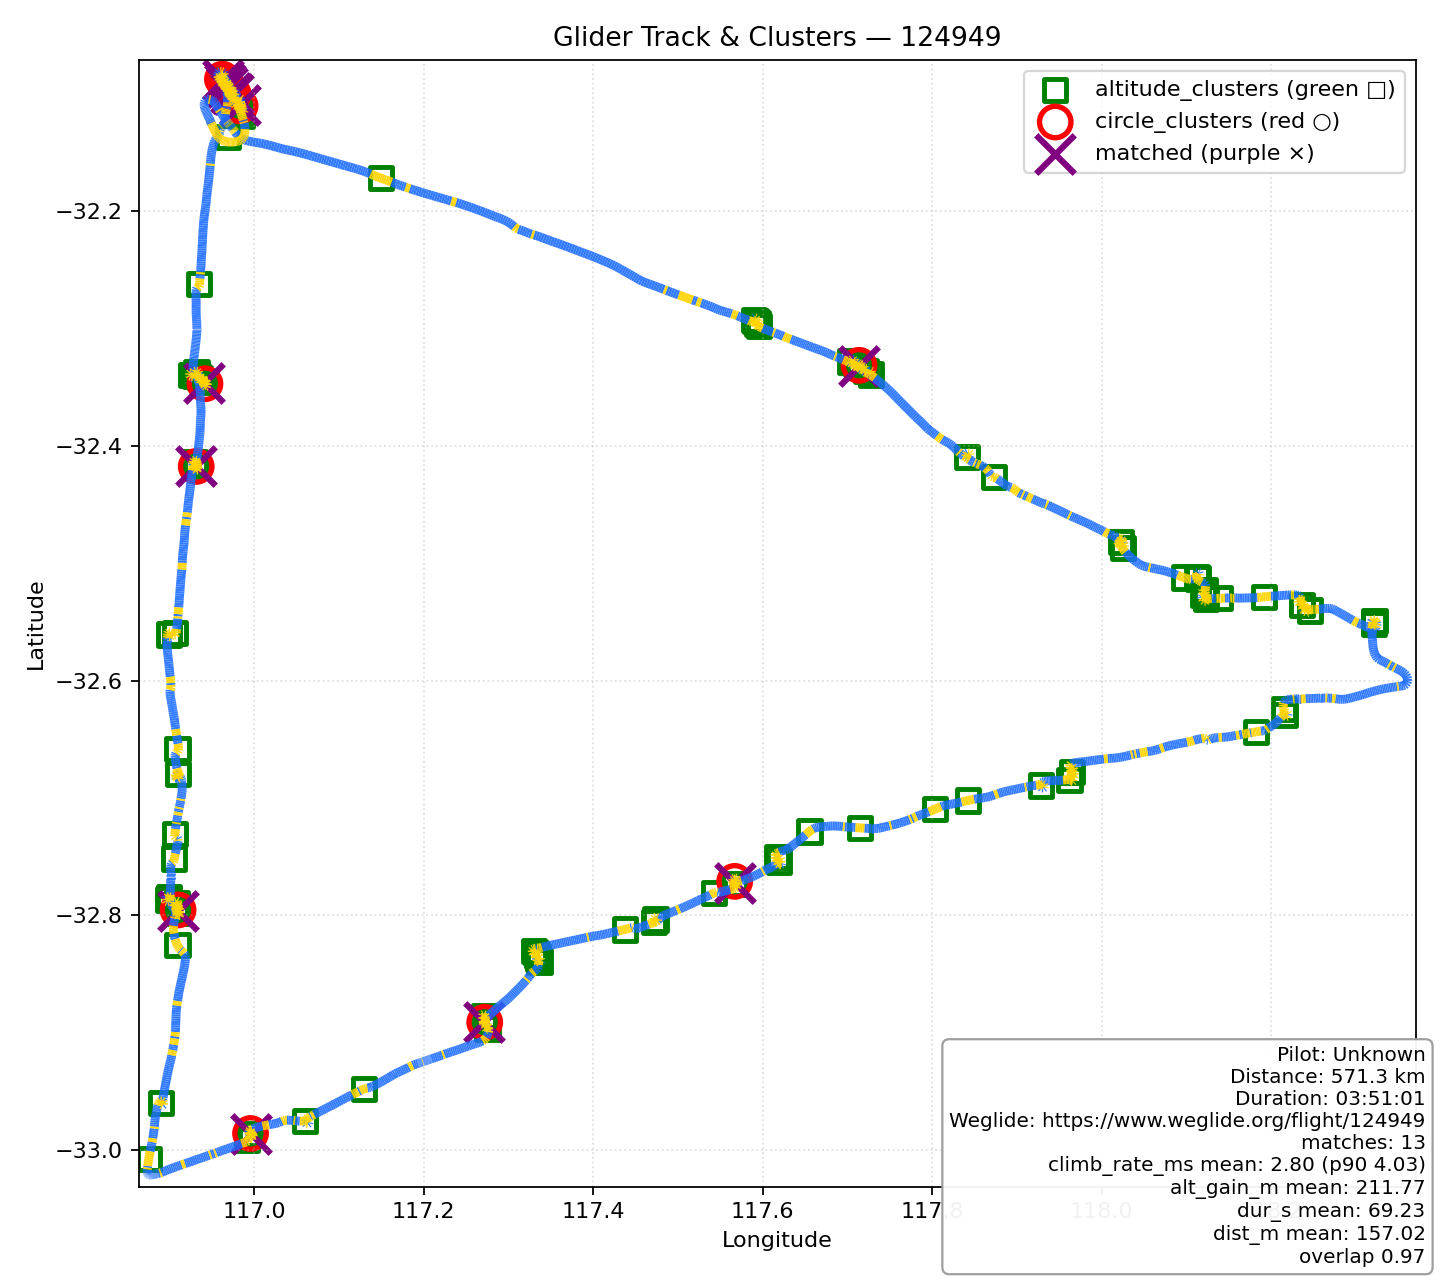 Glider Track & Clusters — 124949
altitude_clusters (green □)
circle_clusters (red ○)
matched (purple ×)
−32.2
−32.4
−32.6
−32.8
−33.0
Latitude
117.0
117.2
117.4
117.6
117.8
118.0
Longitude
Pilot: Unknown
Distance: 571.3 km
Duration: 03:51:01
Weglide: https://www.weglide.org/flight/124949
matches: 13
climb_rate_ms mean: 2.80 (p90 4.03)
alt_gain_m mean: 211.77
dur_s mean: 69.23
dist_m mean: 157.02
overlap 0.97